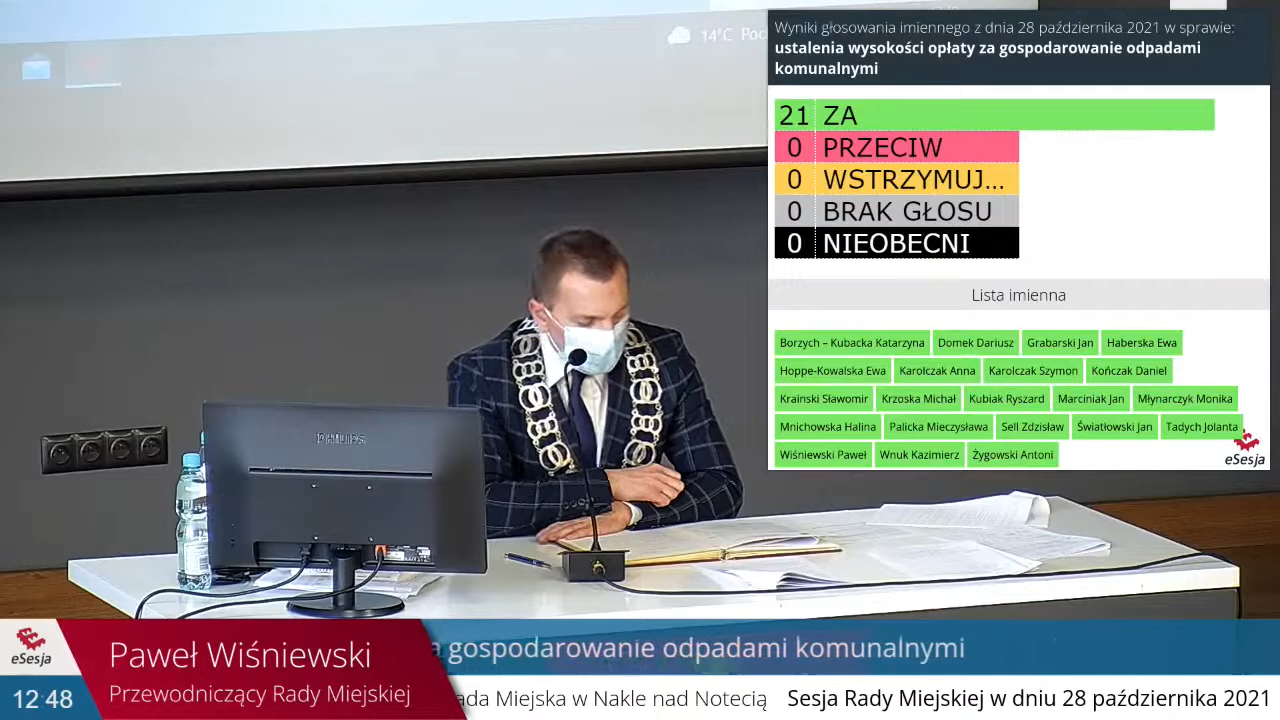 14°C
Wyniki głosowania imiennego z dnia 28 października 2021 w sprawie:
ustalenia wysokości opłaty za gospodarowanie odpadami
komunalnymi
21 ZA
0 PRZECIW
0 WSTRZYMUJ...
0 BRAK GŁOSU
0 NIEOBECNI
Lista imienna
Borzych – Kubacka Katarzyna Domek Dariusz Grabarski Jan Haberska Ewa
Hoppe-Kowalska Ewa Karolczak Anna Karolczak Szymon Kończak Daniel
Krainski Sławomir Krzoska Michał Kubiak Ryszard Marciniak Jan Młynarczyk Monika
Mnichowska Halina Palicka Mieczysława Sell Zdzisław Światłowski Jan Tadych Jolanta
Wiśniewski Paweł Wnuk Kazimierz Żygowski Antoni
eSesja
PHILIPS
eSesja
Paweł Wiśniewski
Przewodniczący Rady Miejskiej
gospodarowanie odpadami komunalnymi
12:48
ada Miejska w Nakle nad Notecią Sesja Rady Miejskiej w dniu 28 października 2021